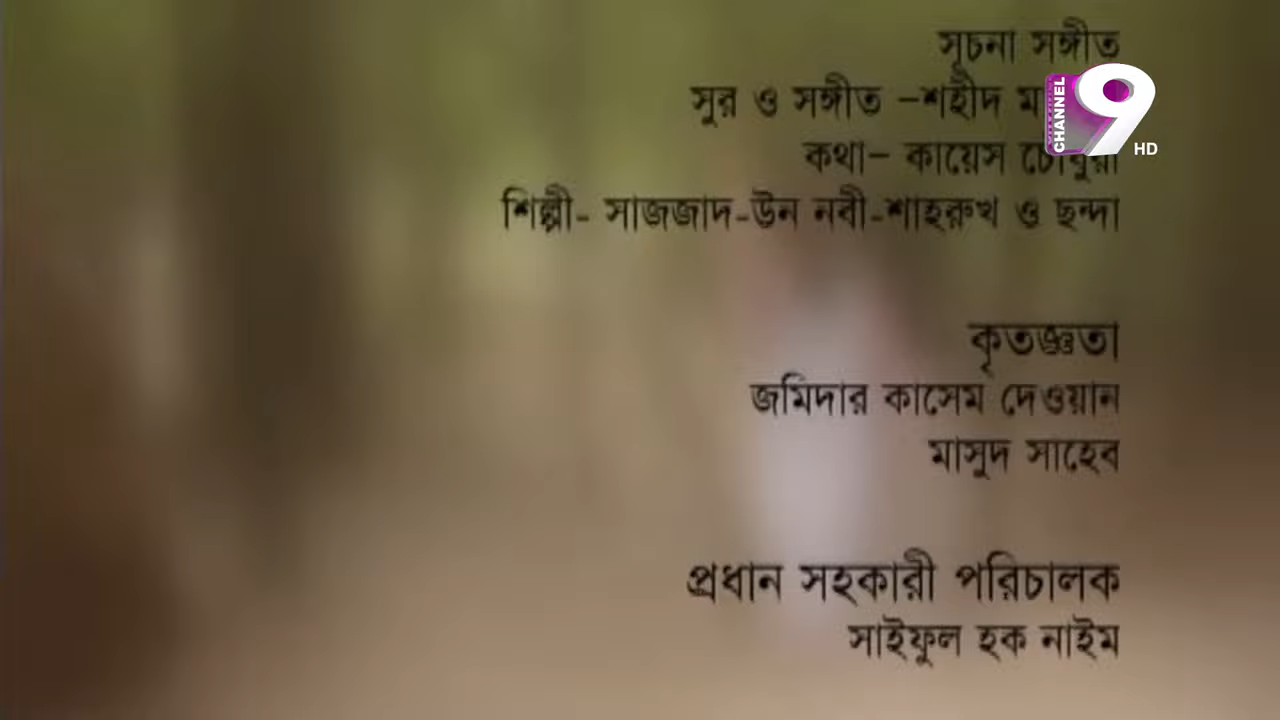 সূচনা সঙ্গীত
সুর ও সঙ্গীত –শহীদ
কথা– কায়েস চৌধুরী
শিল্পী- সাজজাদ-উন নবী-শাহরুখ ও ছন্দা
কৃতজ্ঞতা
জমিদার কাসেম দেওয়ান
মাসুদ সাহেব
প্রধান সহকারী পরিচালক
সাইফুল হক নাইম
CHANNEL 9
HD